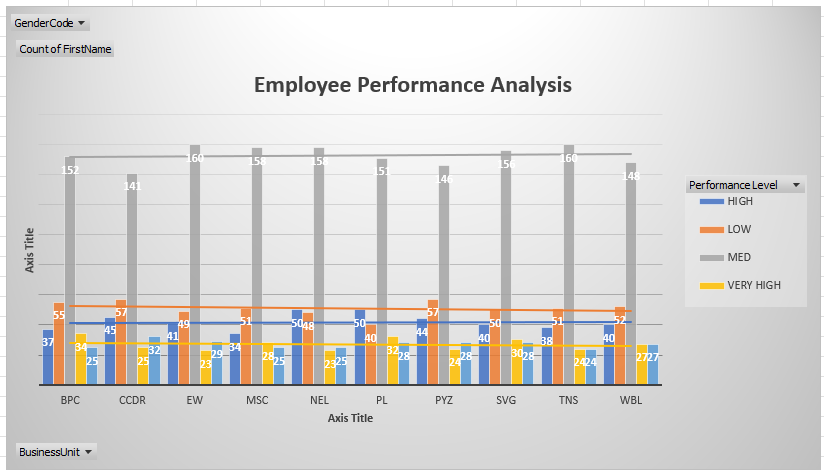 GenderCode
Count of FirstName
Employee Performance Analysis
Axis Title
152 141 160 158 158 151 146 156 160 148
37 55 34 25
45 57 25 32
41 49 23 29
34 51 28 25
50 48 23 25
50 40 32 28
44 57 24 28
40 50 30 28
38 51 24 24
40 52 27 27
BPC CCDR EW MSC NEL PL PYZ SVG TNS WBL
Axis Title
Performance Level
HIGH
LOW
MED
VERY HIGH
BusinessUnit